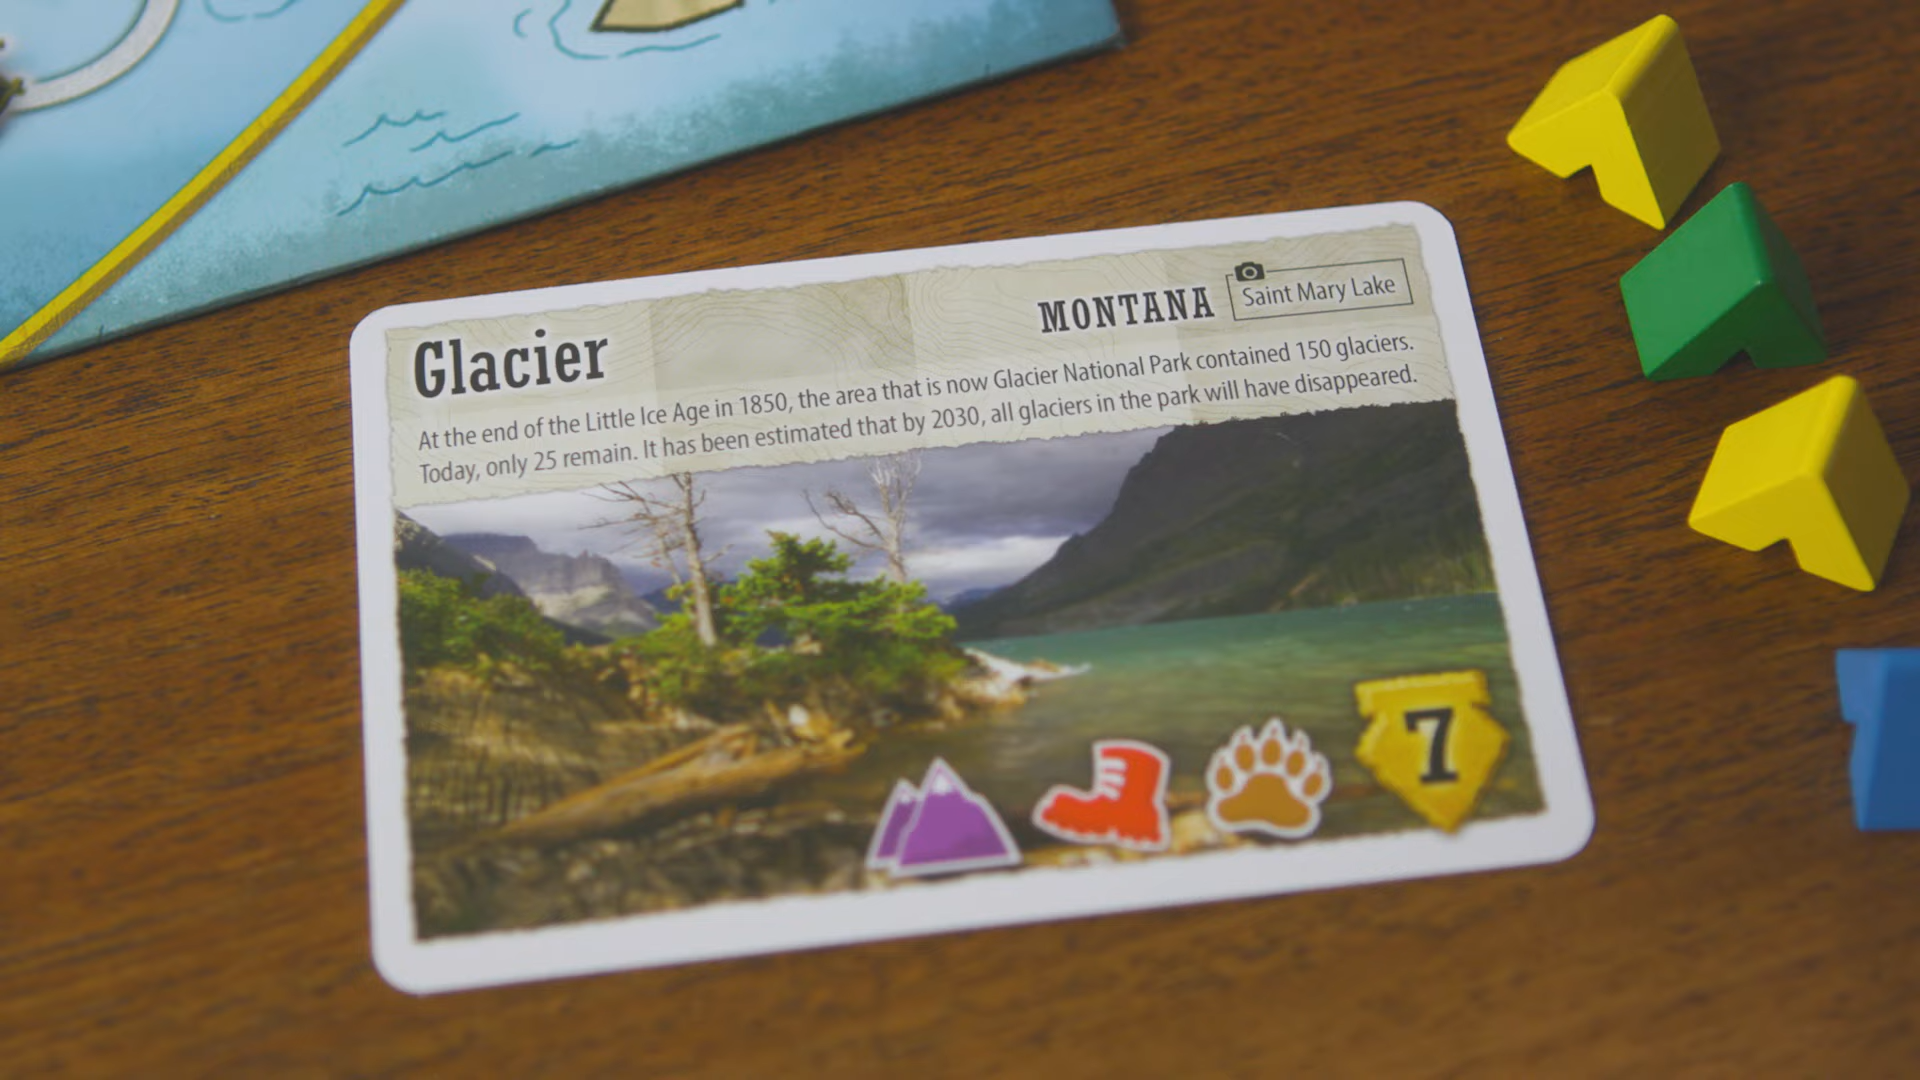 Glacier
MONTANA
Saint Mary Lake
At the end of the Little Ice Age in 1850, the area that is now Glacier National Park contained 150 glaciers.
Today, only 25 remain. It has been estimated that by 2030, all glaciers in the park will have disappeared.
7